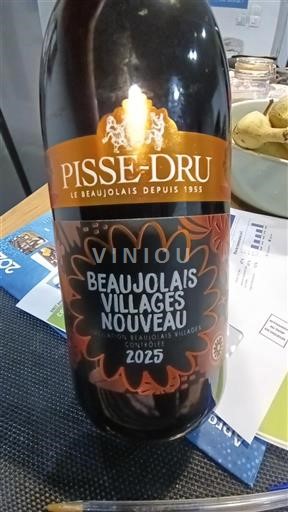 PISSE-DRU
LE BEAUJOLAIS DEPUIS 1955
VINIOU
BEAUJOLAIS
VILLAGES
NOUVEAU
APPELLATION BEAUJOLAIS VILLAGES
CONTRÔLÉE
2025